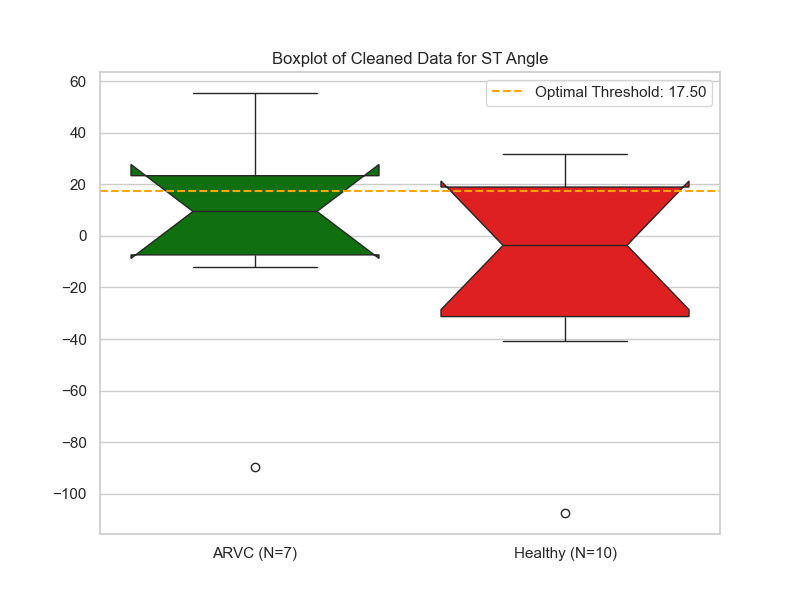 Boxplot of Cleaned Data for ST Angle
Optimal Threshold: 17.50
60
40
20
0
−20
−40
−60
−80
−100
ARVC (N=7)
Healthy (N=10)